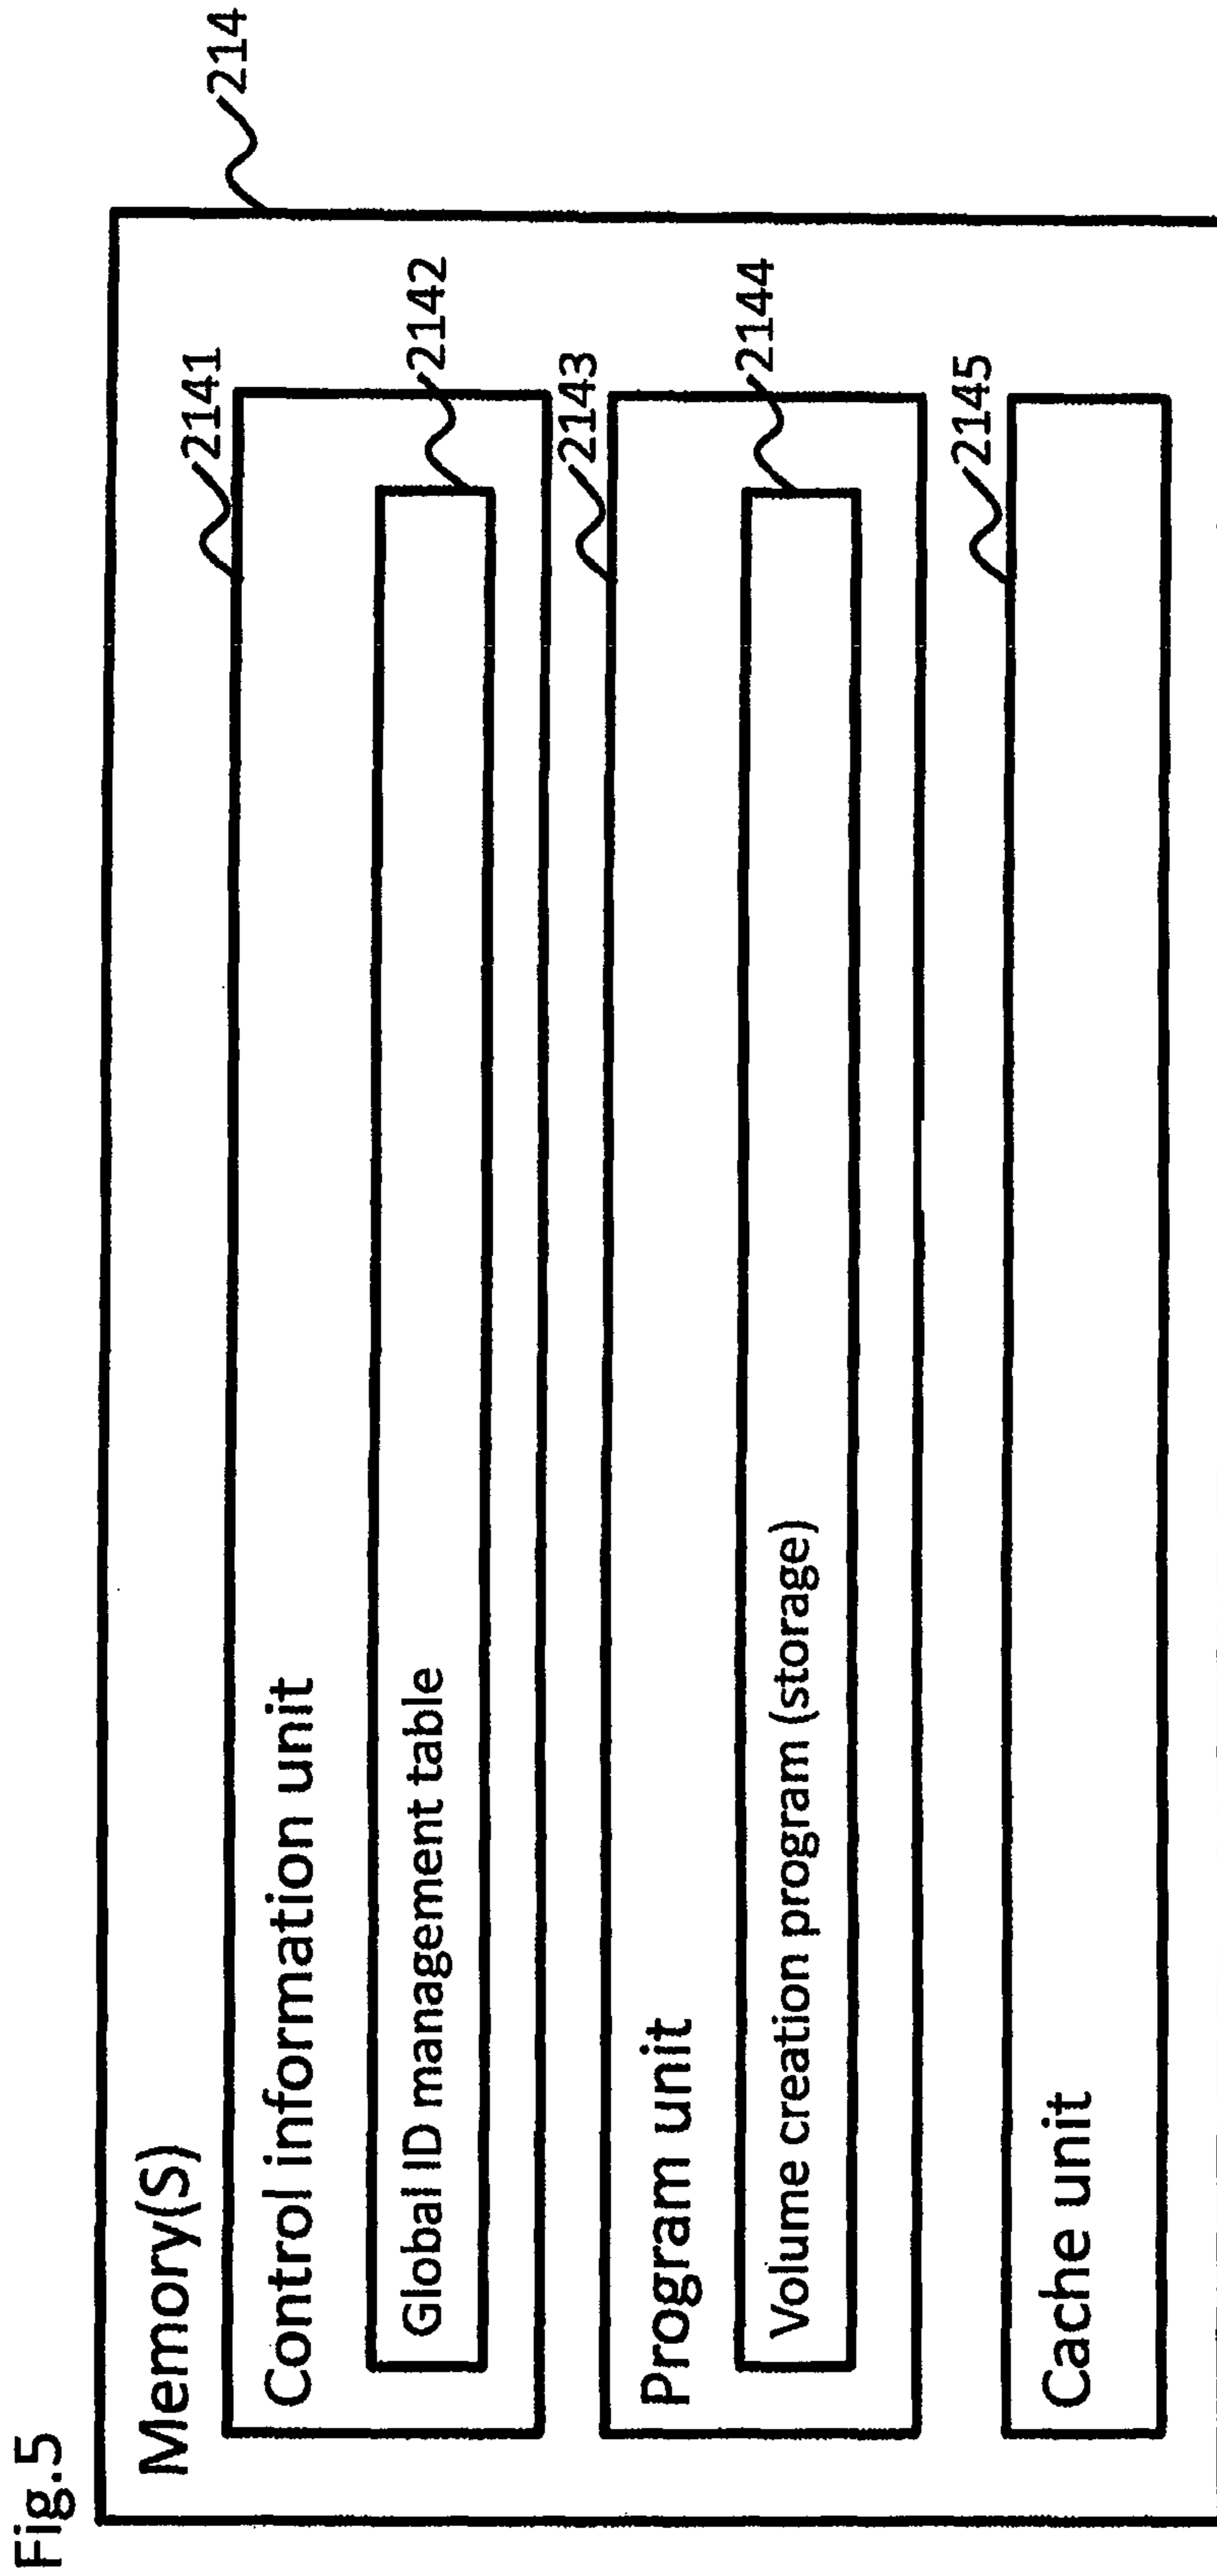 Fig.5
214
Memory(S)
2141
Control information unit
2142
Global ID management table
2143
Program unit
2144
Volume creation program (storage)
2145
Cache unit